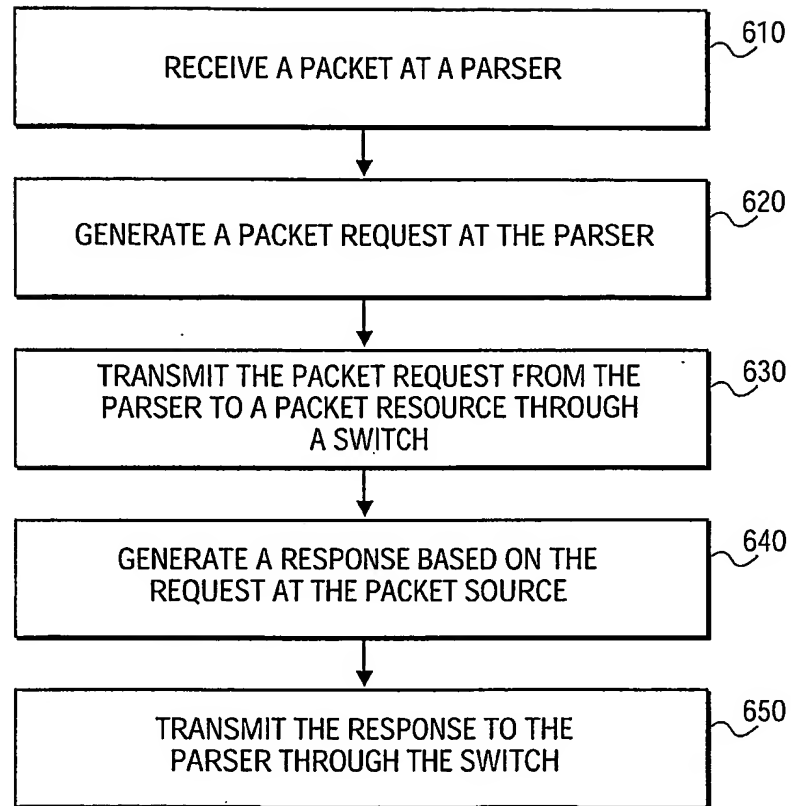 RECEIVE A PACKET AT A PARSER
610
GENERATE A PACKET REQUEST AT THE PARSER
620
TRANSMIT THE PACKET REQUEST FROM THE
PARSER TO A PACKET RESOURCE THROUGH
A SWITCH
630
GENERATE A RESPONSE BASED ON THE
REQUEST AT THE PACKET SOURCE
640
TRANSMIT THE RESPONSE TO THE
PARSER THROUGH THE SWITCH
650